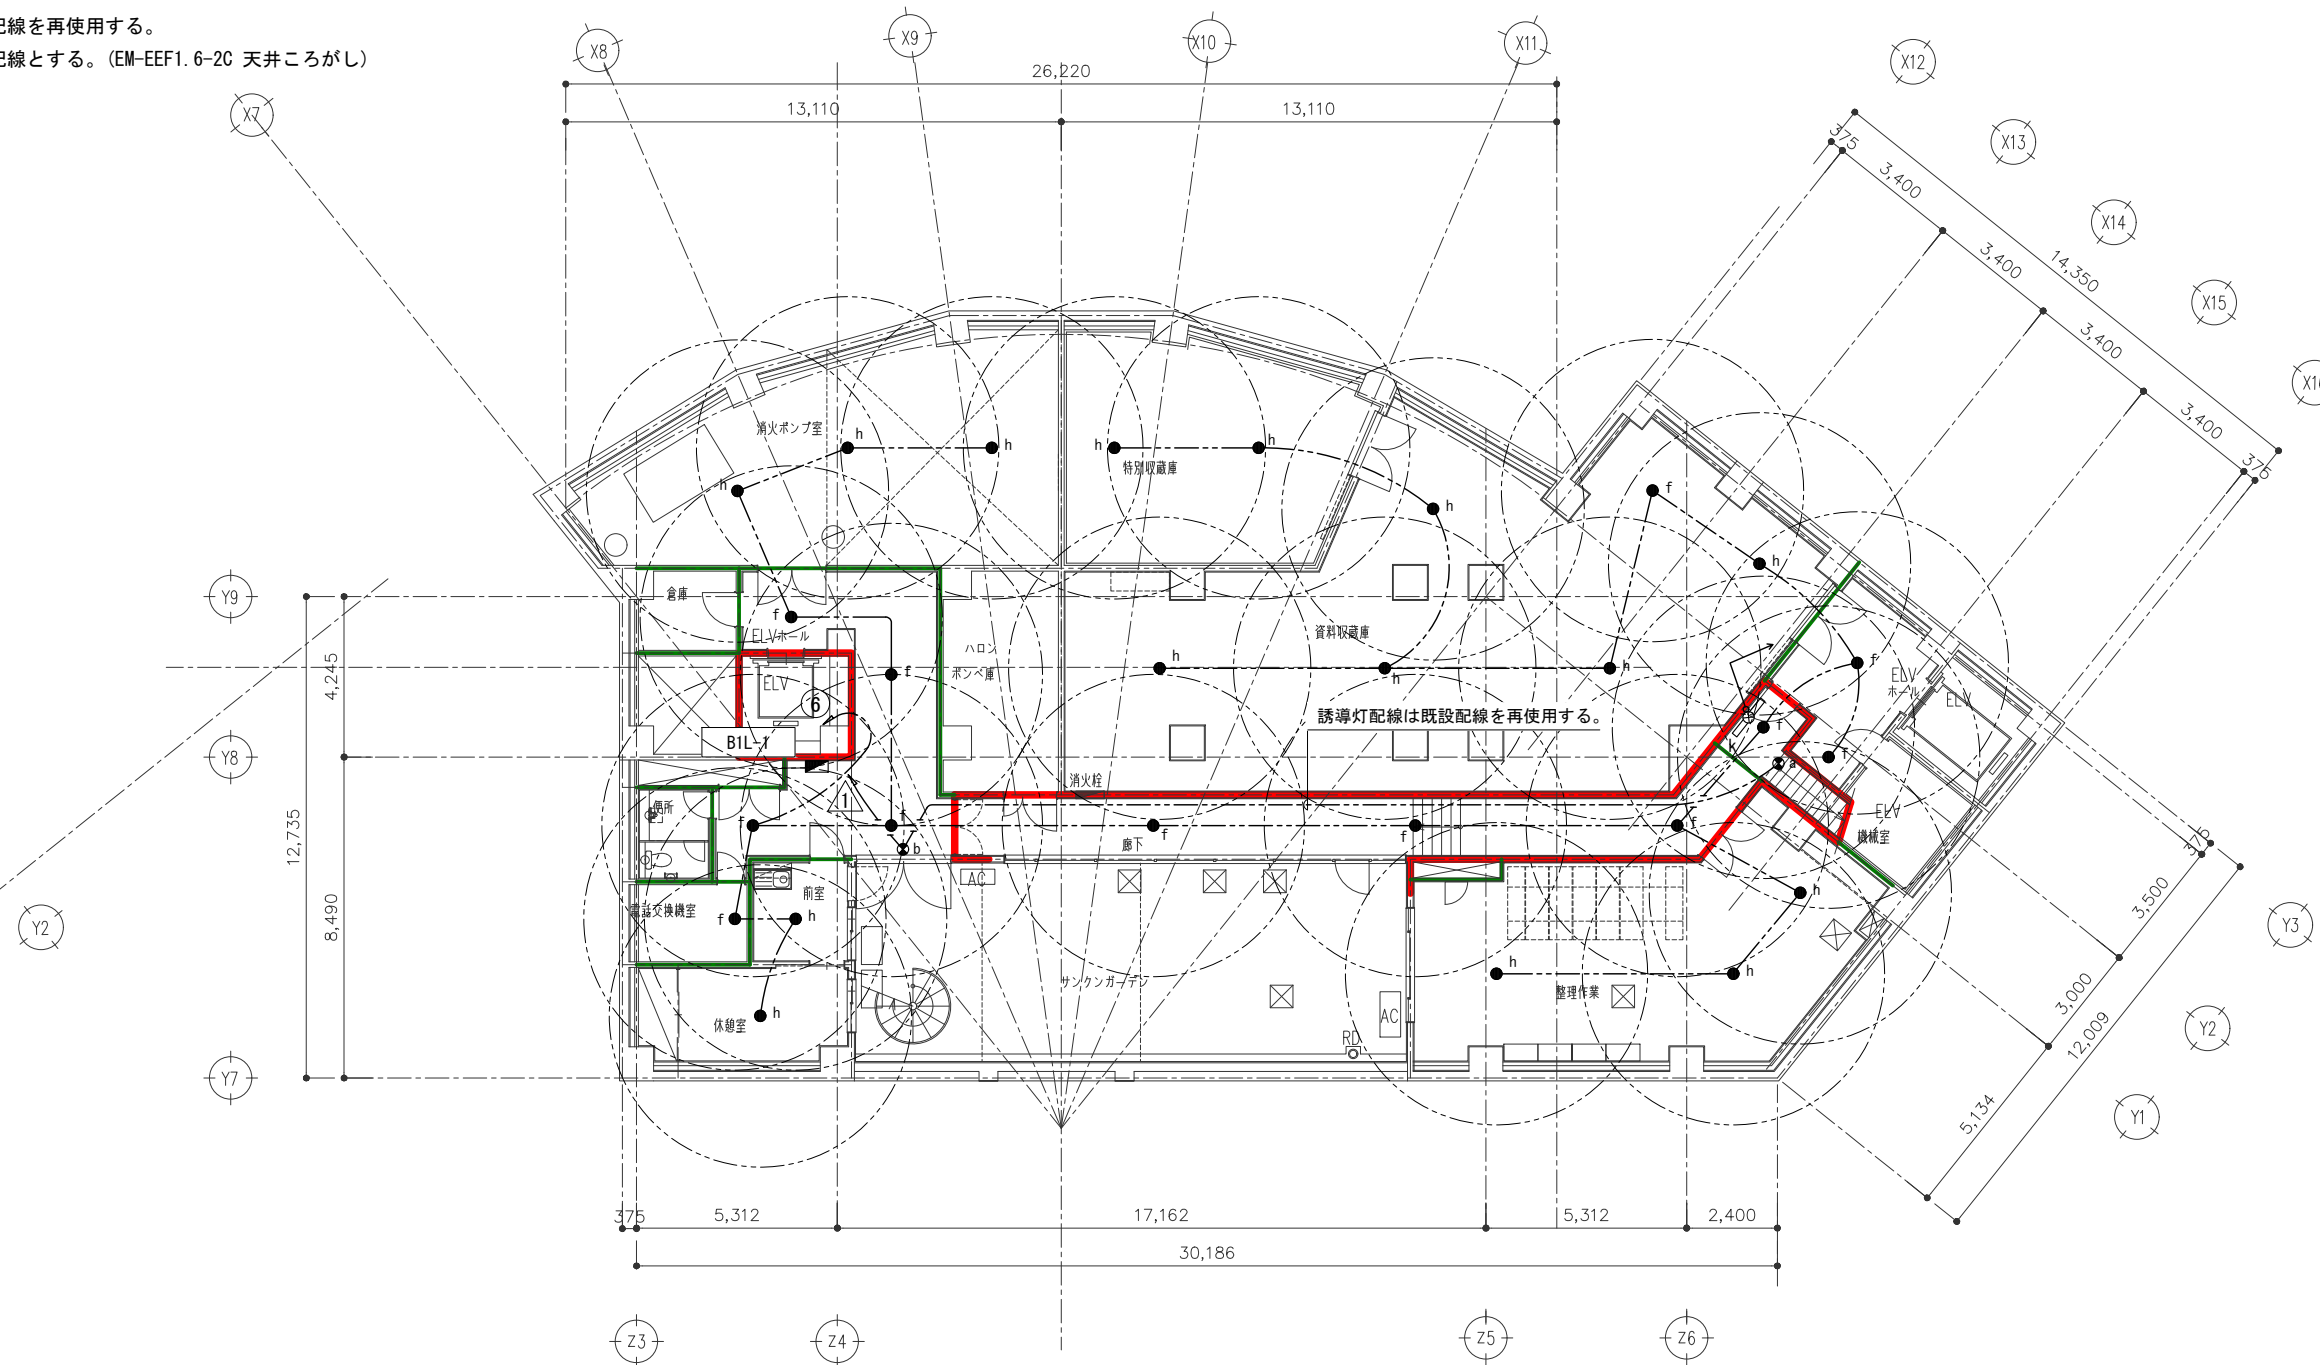 記線を再使用する。
記線とする。(EM-EEF1.6-2C 天井ころがし)
X7
X8
X9
X10
X11
X12
X13
X14
X15
26,220
13,110
13,110
375
3,400
3,400
3,400
3,400
14,350
375
消火ポンプ室
h
h
h
h
h
特別収蔵庫
h
f
h
Y9
倉庫
f
ELVホール
ハロン
ボンベ庫
f
資料収蔵庫
h
h
h
f
ELV
ホール
ELV
4,245
ELV
6
誘導灯配線は既設配線を再使用する。
f
f
a
B1L-1
Y8
消火栓
1
便所
ELV
機械室
12,735
f
f
b
f
廊下
f
f
375
AC
前室
電話交換機室
f
h
h
Y2
8,490
3,500
Y3
h
h
サンクンガーデン
整理作業
AC
RD
休憩室
h
3,000
12,009
Y2
Y7
5,134
Y1
375
5,312
17,162
5,312
2,400
30,186
Z3
Z4
Z5
Z6